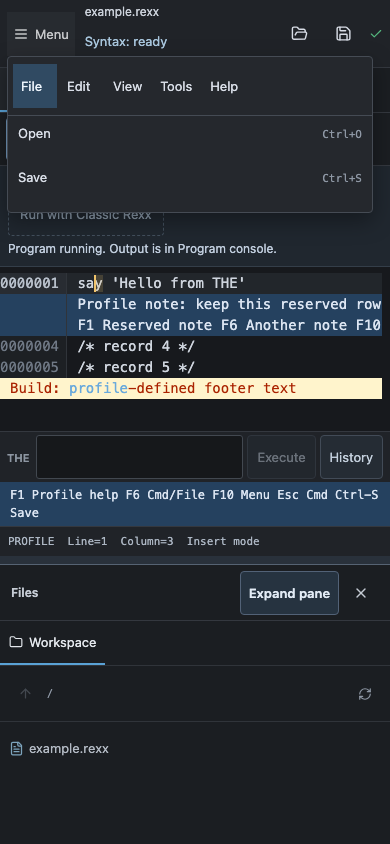 example.rexx
Menu
Syntax: ready
File Edit View Tools Help
Open Ctrl+O
Save Ctrl+S
Run with Classic Rexx
Program running. Output is in Program console.
0000001 say 'Hello from THE'
Profile note: keep this reserved row
F1 Reserved note F6 Another note F10
0000004 /* record 4 */
0000005 /* record 5 */
Build: profile-defined footer text
THE Execute History
F1 Profile help F6 Cmd/File F10 Menu Esc Cmd Ctrl-S
Save
PROFILE Line=1 Column=3 Insert mode
Files Expand pane
Workspace
/
example.rexx